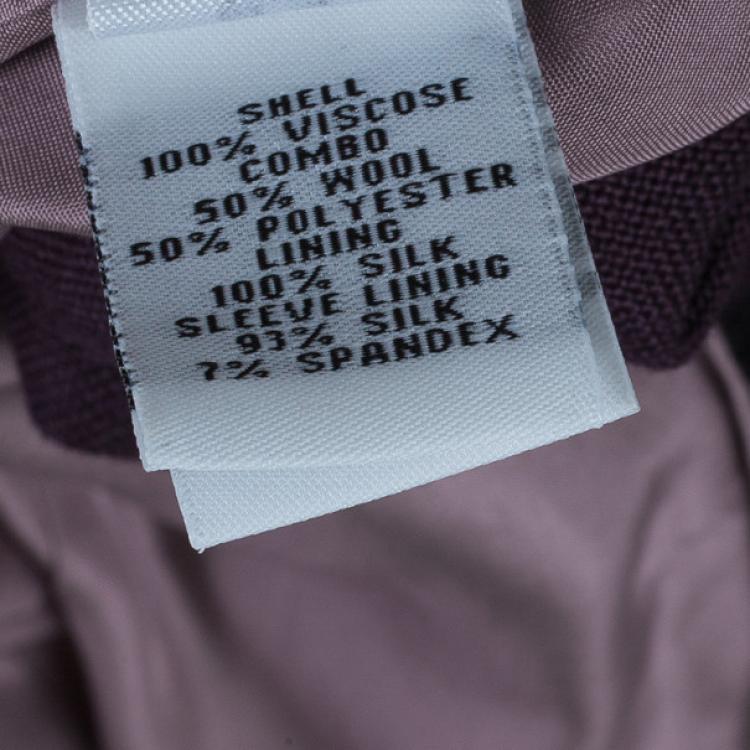 SHELL
100% VISCOSE
COMBO
50% WOOL
50% POLYESTER
LINING
100% SILK
SLEEVE LINING
93% SILK
7% SPANDEX